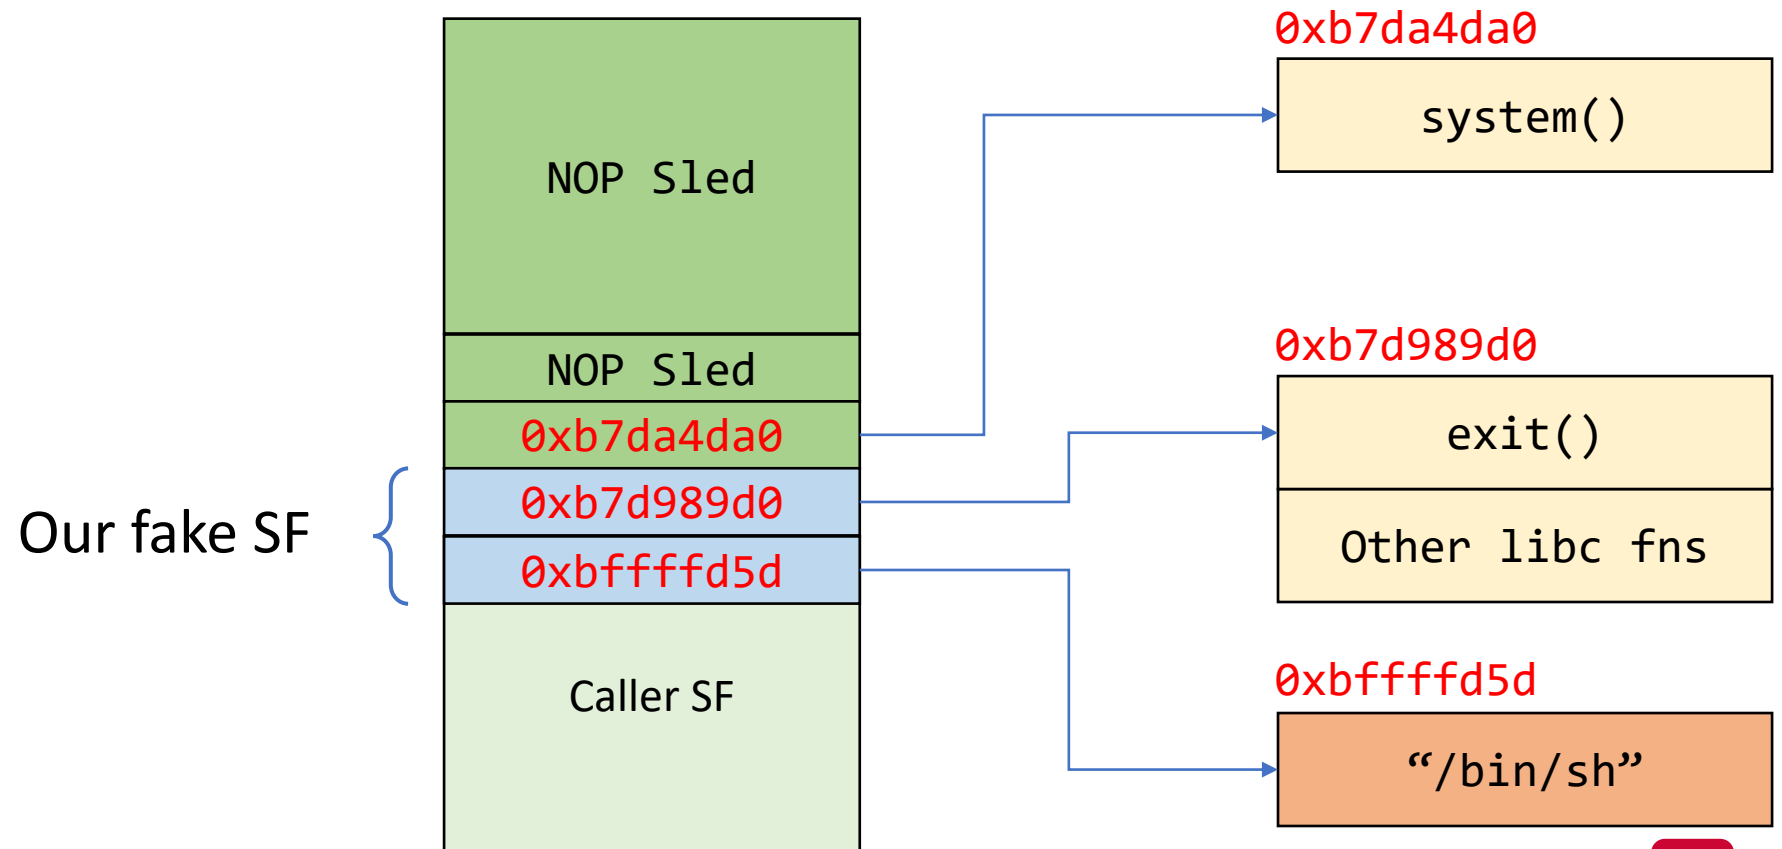 0xb7da4da0
system()
NOP Sled
0xb7d989d0
NOP Sled
0xb7da4da0
exit()
0xb7d989d0
Our fake SF
Other libc fns
0xbffffd5d
0xbffffd5d
Caller SF
“/bin/sh”